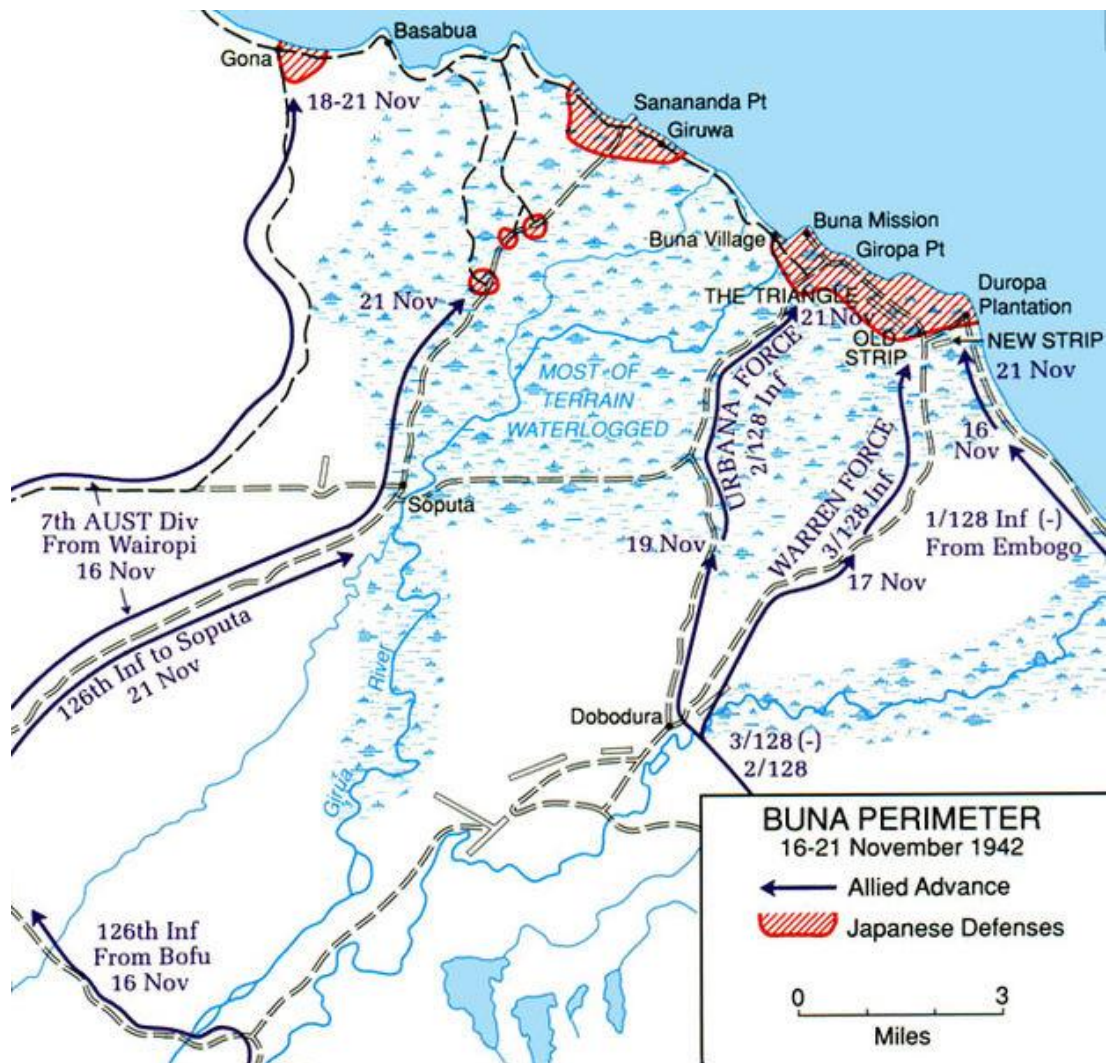 Basabua
Gona
18-21 Nov
Sanananda Pt
Giruwa
Buna Mission
Buna Village
Giropa Pt
Duropa
Plantation
THE TRIANGLE
21 Nov
21 Nov
OLD
STRIP
NEW STRIP
21 Nov
MOST OF
TERRAIN
WATERLOGGED
URBANA FORCE
2/128 Inf
16
Nov
WARREN FORCE
3/128 Inf
Soputa
7th AUST Div
From Wairopi
16 Nov
1/128 Inf (-)
From Embogo
19 Nov
17 Nov
126th Inf to Soputa
21 Nov
Girua River
Dobodura
3/128 (-)
2/128
126th Inf
From Bofu
16 Nov
BUNA PERIMETER
16-21 November 1942
Allied Advance
Japanese Defenses
0 3
Miles